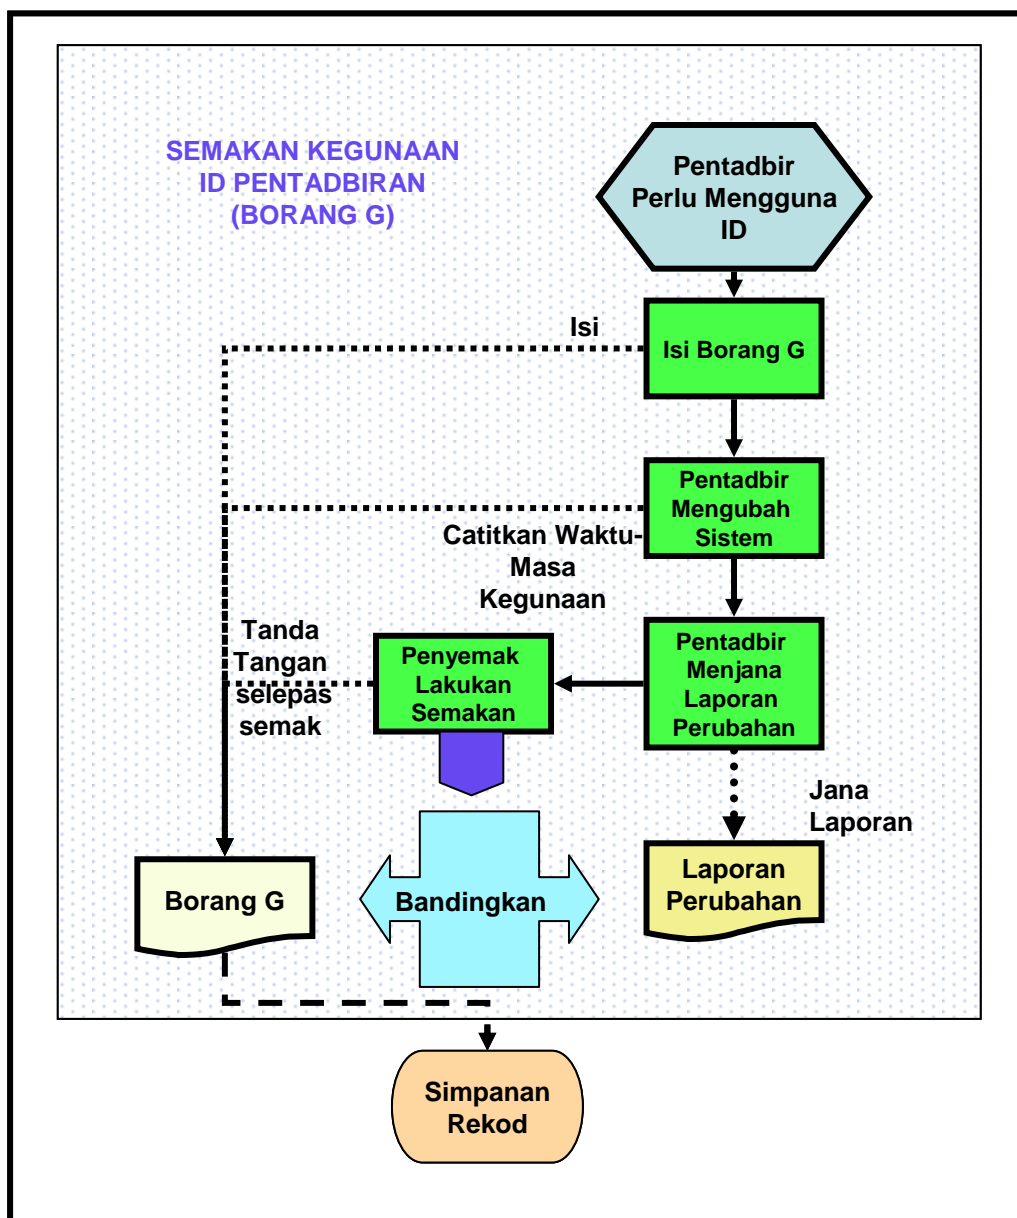 SEMAKAN KEGUNAAN
ID PENTADBIRAN
(BORANG G)
Pentadbir
Perlu Mengguna
ID
Isi
Isi Borang G
Pentadbir
Mengubah
Sistem
Catitkan Waktu-
Masa
Kegunaan
Tanda
Tangan
selepas
semak
Penyemak
Lakukan
Semakan
Pentadbir
Menjana
Laporan
Perubahan
Jana
Laporan
Borang G
Bandingkan
Laporan
Perubahan
Simpanan
Rekod